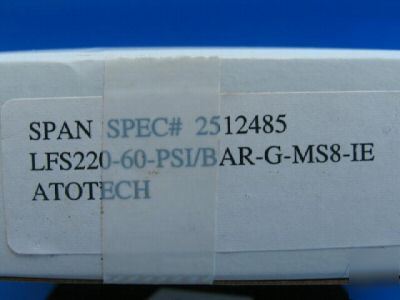 SPAN SPEC# 2512485
LFS220-60-PSI/BAR-G-MS8-IE
ATOTECH